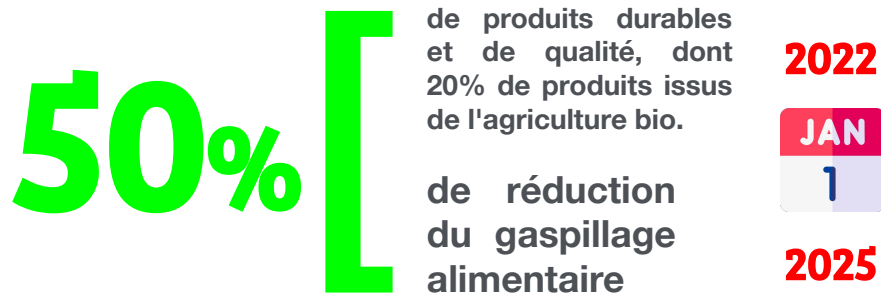 50%
de produits durables
et de qualité, dont
20% de produits issus
de l'agriculture bio.
de réduction
du gaspillage
alimentaire
2022
JAN
1
2025